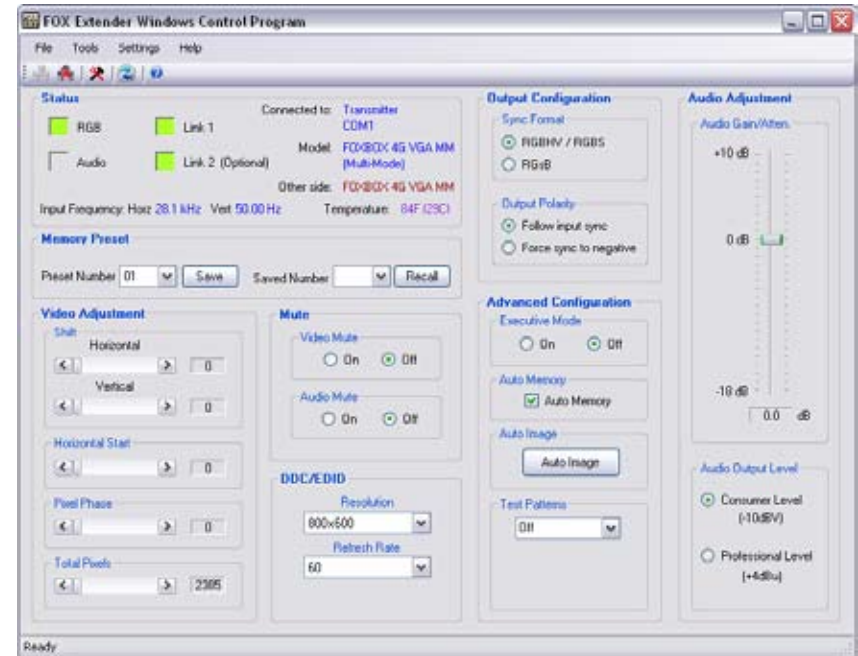 FOX Extender Windows Control Program
File Tools Settings Help
Status
RGB
Link 1
Audio
Link 2 (Optional)
Connected to: Transmitter
COM1
Model: FOXBOX 4G VGA MM
(Multi-Mode)
Other side: FOXBOX 4G VGA MM
Input Frequency: Horz 28.1 kHz Vert 50.00 Hz
Temperature: 84F (29C)
Memory Preset
Preset Number 01 Save Saved Number Recall
Video Adjustment
Shift
Horizontal
0
Vertical
0
Horizontal Start
0
Pixel Phase
0
Total Pixels
2385
Mute
Video Mute
On Off
Audio Mute
On Off
DDC/EDID
Resolution
800x600
Refresh Rate
60
Output Configuration
Sync Format
RGBHV / RGBS
RGsB
Output Polarity
Follow input sync
Force sync to negative
Advanced Configuration
Executive Mode
On Off
Auto Memory
Auto Memory
Auto Image
Auto Image
Test Patterns
Off
Audio Adjustment
Audio Gain/Atten.
+10 dB
0 dB
-18 dB
0.0 dB
Audio Output Level
Consumer Level
(-10dBV)
Professional Level
(+4dBu)
Ready